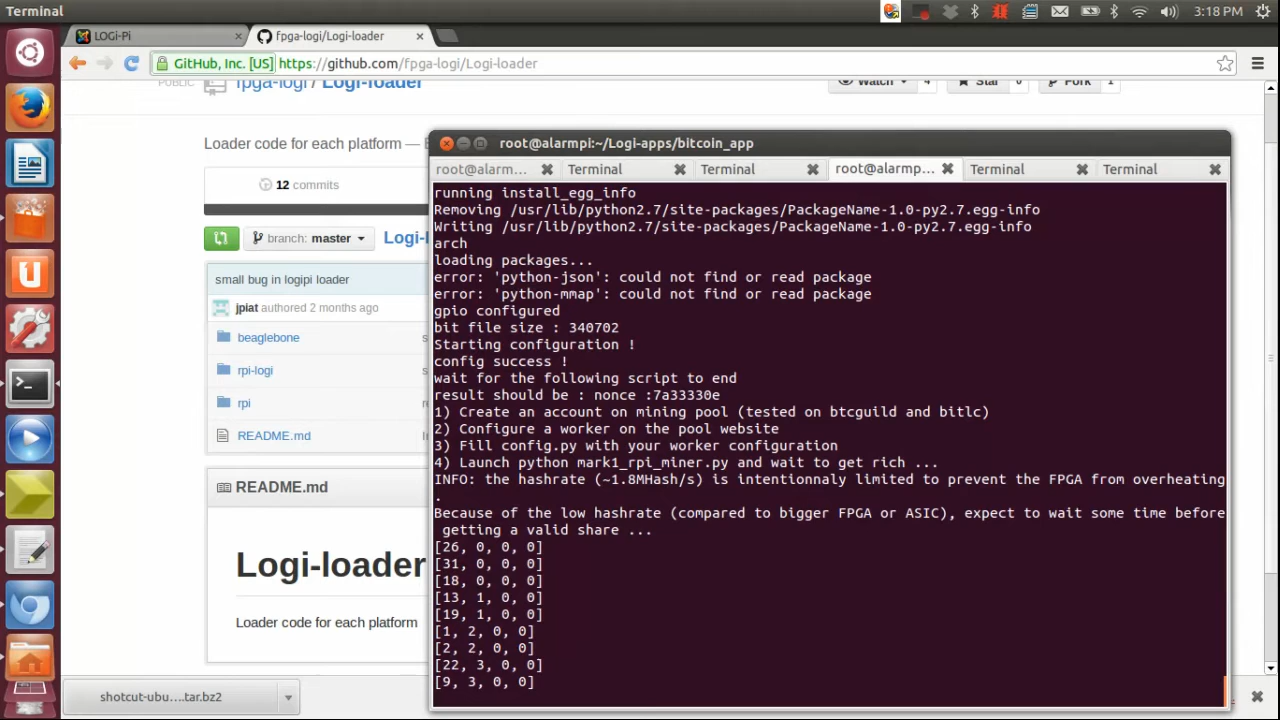 Terminal
3:18 PM
LOGi-Pi
fpga-logi/Logi-loader
GitHub, Inc. [US]
https://github.com/fpga-logi/Logi-loader
PUBLIC
fpga-logi / Logi-loader
Watch
4
Star
0
Fork
1
Loader code for each platform —
12 commits
branch: master
Logi-l
small bug in logipi loader
jpiat authored 2 months ago
beaglebone
rpi-logi
rpi
README.md
README.md
Logi-loader
Loader code for each platform
shotcut-ubu....tar.bz2
root@alarmpi:~/Logi-apps/bitcoin_app
root@alarm...
Terminal
Terminal
root@alarmp...
Terminal
Terminal
running install_egg_info
Removing /usr/lib/python2.7/site-packages/PackageName-1.0-py2.7.egg-info
Writing /usr/lib/python2.7/site-packages/PackageName-1.0-py2.7.egg-info
arch
loading packages...
error: 'python-json': could not find or read package
error: 'python-mmap': could not find or read package
gpio configured
bit file size : 340702
Starting configuration !
config success !
wait for the following script to end
result should be : nonce :7a33330e
1) Create an account on mining pool (tested on btcguild and bitlc)
2) Configure a worker on the pool website
3) Fill config.py with your worker configuration
4) Launch python mark1_rpi_miner.py and wait to get rich ...
INFO: the hashrate (~1.8MHash/s) is intentionnaly limited to prevent the FPGA from overheating
.
Because of the low hashrate (compared to bigger FPGA or ASIC), expect to wait some time before
getting a valid share ...
[26, 0, 0, 0]
[31, 0, 0, 0]
[18, 0, 0, 0]
[13, 1, 0, 0]
[19, 1, 0, 0]
[1, 2, 0, 0]
[2, 2, 0, 0]
[22, 3, 0, 0]
[9, 3, 0, 0]